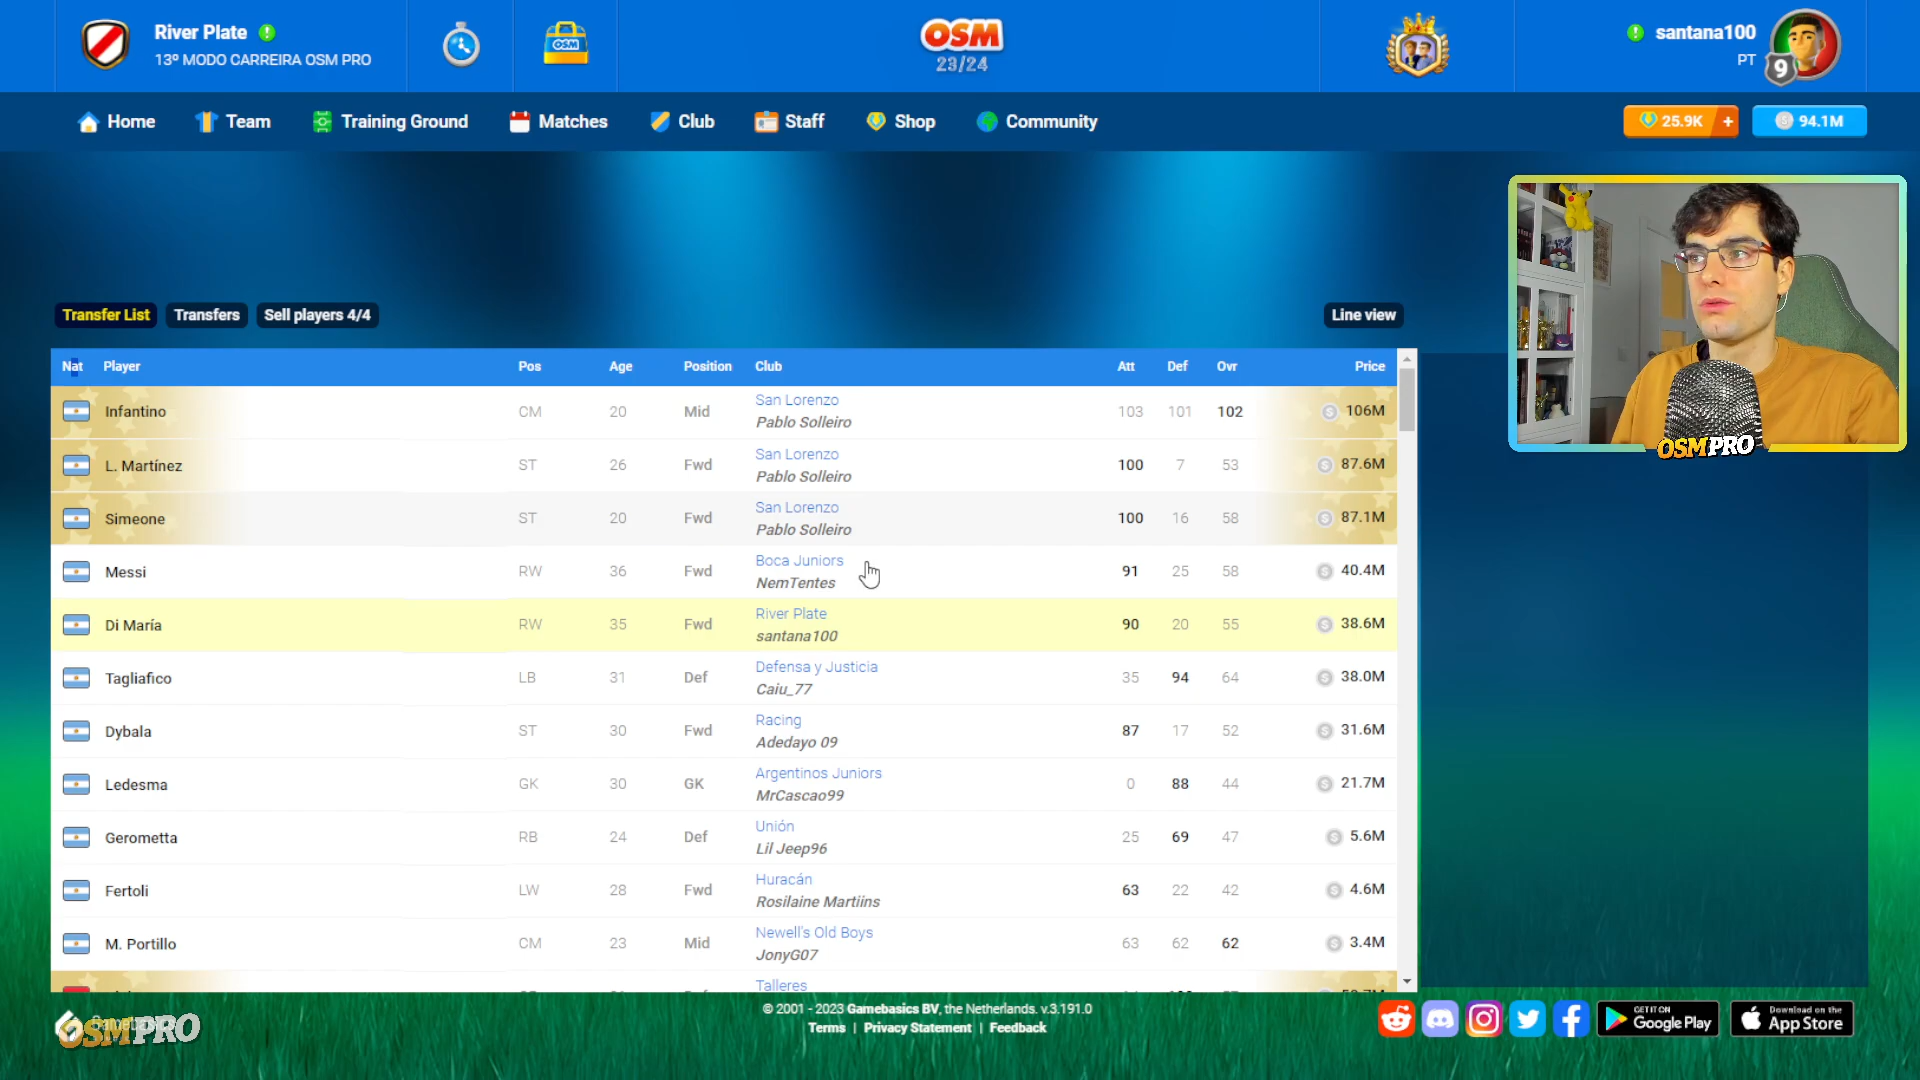 River Plate
13º MODO CARREIRA OSM PRO
OSM
OSM
23/24
santana100
PT
9
Home
Team
Training Ground
Matches
Club
Staff
Shop
Community
25.9K +
94.1M
Transfer List
Transfers
Sell players 4/4
Line view
Nat Player Pos Age Position Club Att Def Ovr Price
Infantino CM 20 Mid San Lorenzo Pablo Solleiro 103 101 102 106M
L. Martínez ST 26 Fwd San Lorenzo Pablo Solleiro 100 7 53 87.6M
Simeone ST 20 Fwd San Lorenzo Pablo Solleiro 100 16 58 87.1M
Messi RW 36 Fwd Boca Juniors NemTentes 91 25 58 40.4M
Di María RW 35 Fwd River Plate santana100 90 20 55 38.6M
Tagliafico LB 31 Def Defensa y Justicia Caiu_77 35 94 64 38.0M
Dybala ST 30 Fwd Racing Adedayo 09 87 17 52 31.6M
Ledesma GK 30 GK Argentinos Juniors MrCascao99 0 88 44 21.7M
Gerometta RB 24 Def Unión Lil Jeep96 25 69 47 5.6M
Fertoli LW 28 Fwd Huracán Rosilaine Martiins 63 22 42 4.6M
M. Portillo CM 23 Mid Newell's Old Boys JonyG07 63 62 62 3.4M
Talleres
OSMPRO
OSMPRO
© 2001 - 2023 Gamebasics BV, the Netherlands. v.3.191.0
Terms | Privacy Statement | Feedback
GET IT ON
Google Play
Download on the
App Store